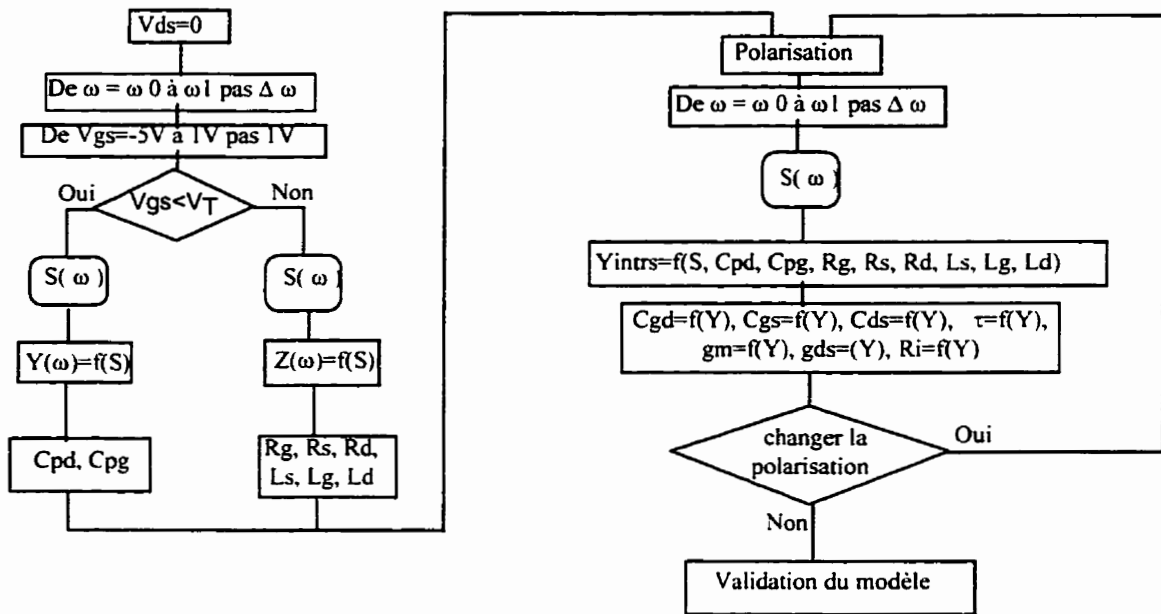 Vds=0
De ω = ω 0 à ω1 pas Δ ω
De Vgs=-5V à 1V pas 1V
Oui
Vgs<VT
Non
S( ω )
S( ω )
Y(ω)=f(S)
Z(ω)=f(S)
Cpd, Cpg
Rg, Rs, Rd,
Ls, Lg, Ld
Polarisation
De ω = ω 0 à ω1 pas Δ ω
S( ω )
Yintrs=f(S, Cpd, Cpg, Rg, Rs, Rd, Ls, Lg, Ld)
Cgd=f(Y), Cgs=f(Y), Cds=f(Y), τ=f(Y),
gm=f(Y), gds=(Y), Ri=f(Y)
changer la
polarisation
Oui
Non
Validation du modèle